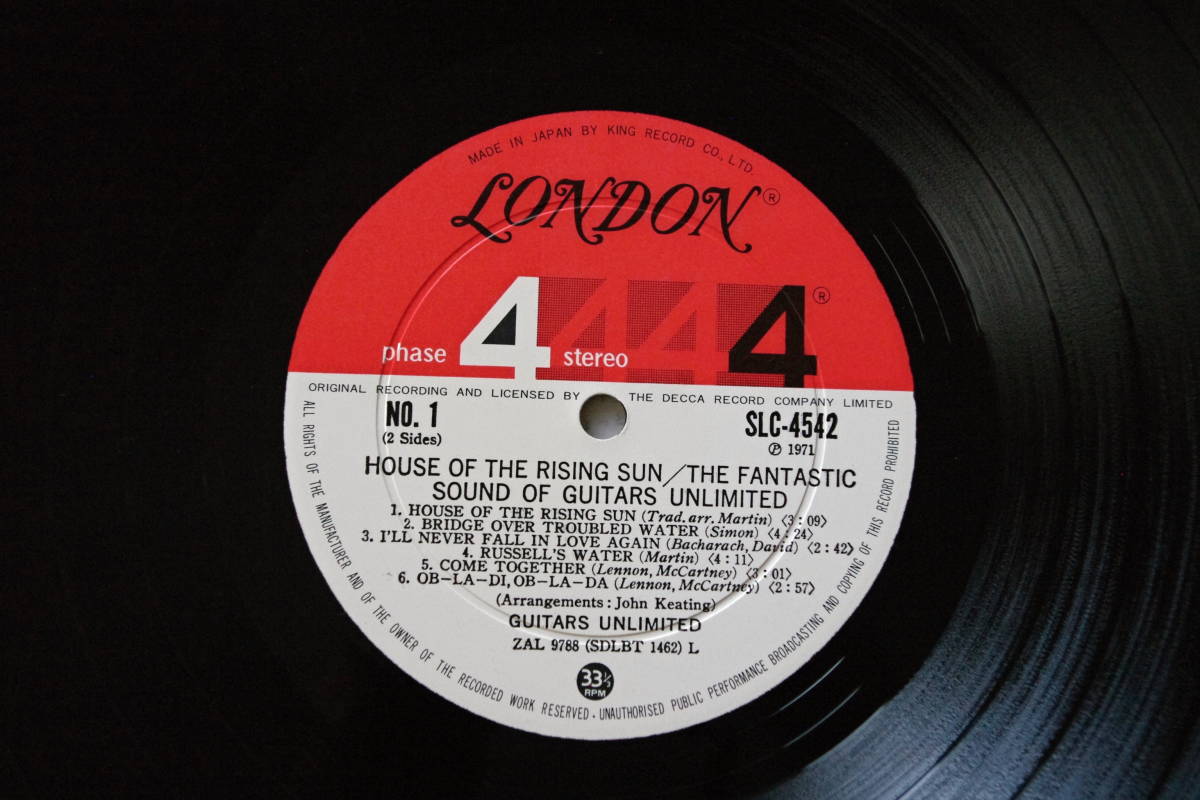 MADE IN JAPAN BY KING RECORD CO., LTD.
LONDON®
phase 4 stereo 4 4 4 ®
ORIGINAL RECORDING AND LICENSED BY THE DECCA RECORD COMPANY LIMITED
NO. 1 SLC-4542
(2 Sides) ℗ 1971
HOUSE OF THE RISING SUN/THE FANTASTIC
SOUND OF GUITARS UNLIMITED
1. HOUSE OF THE RISING SUN (Trad. arr. Martin) 〈3:09〉
2. BRIDGE OVER TROUBLED WATER (Simon) 〈4:24〉
3. I'LL NEVER FALL IN LOVE AGAIN (Bacharach, David) 〈2:42〉
4. RUSSELL'S WATER (Martin) 〈4:11〉
5. COME TOGETHER (Lennon, McCartney) 〈3:01〉
6. OB-LA-DI, OB-LA-DA (Lennon, McCartney) 〈2:57〉
(Arrangements: John Keating)
GUITARS UNLIMITED
ZAL 9788 (SDLBT 1462) L
33⅓
RPM
ALL RIGHTS OF THE MANUFACTURER AND OF THE OWNER OF THE RECORDED WORK RESERVED. UNAUTHORISED PUBLIC PERFORMANCE BROADCASTING AND COPYING OF THIS RECORD PROHIBITED